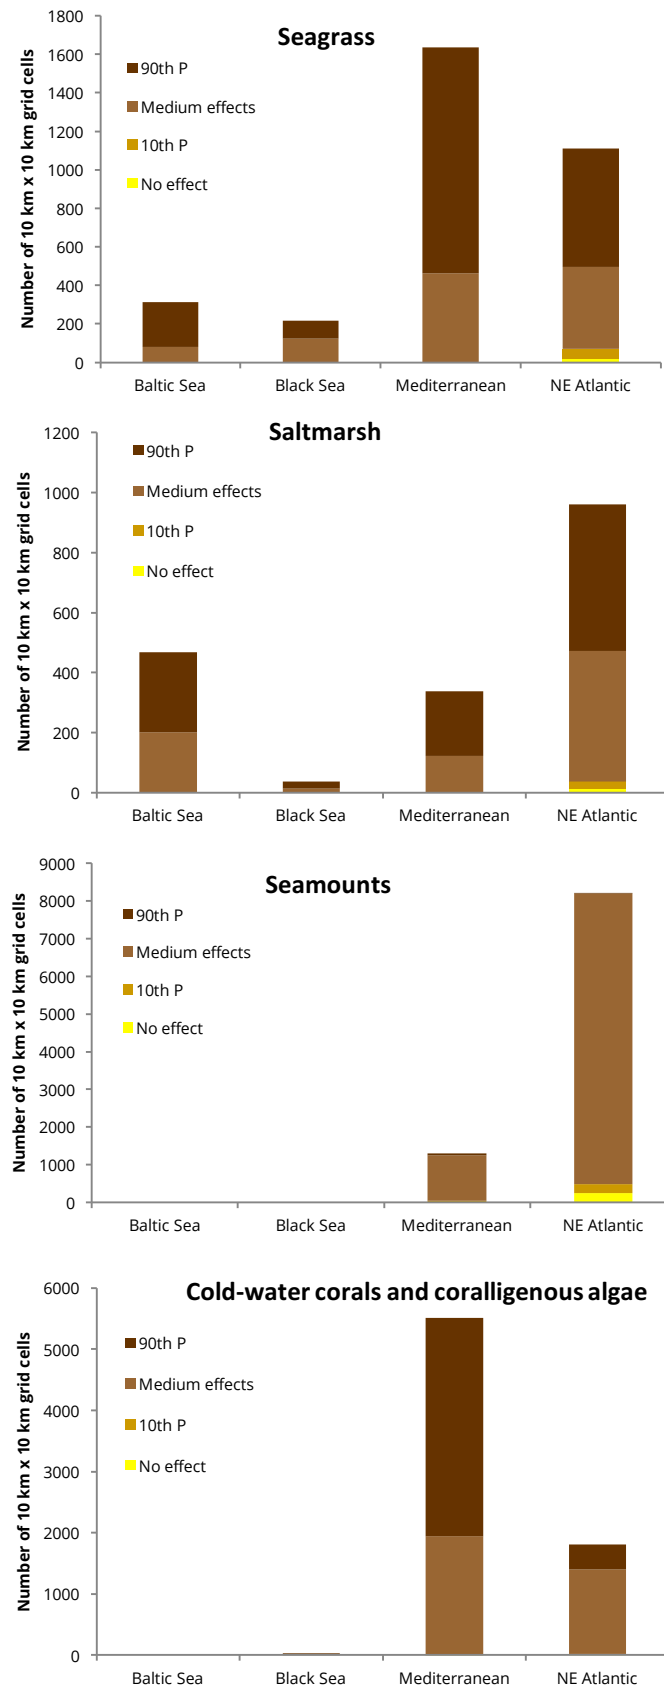 Seagrass
Number of 10 km x 10 km grid cells
1800
1600
1400
1200
1000
800
600
400
200
0
90th P
Medium effects
10th P
No effect
Baltic Sea Black Sea Mediterranean NE Atlantic
Saltmarsh
Number of 10 km x 10 km grid cells
1200
1000
800
600
400
200
0
90th P
Medium effects
10th P
No effect
Baltic Sea Black Sea Mediterranean NE Atlantic
Seamounts
Number of 10 km x 10 km grid cells
9000
8000
7000
6000
5000
4000
3000
2000
1000
0
90th P
Medium effects
10th P
No effect
Baltic Sea Black Sea Mediterranean NE Atlantic
Cold-water corals and coralligenous algae
Number of 10 km x 10 km grid cells
6000
5000
4000
3000
2000
1000
0
90th P
Medium effects
10th P
No effect
Baltic Sea Black Sea Mediterranean NE Atlantic